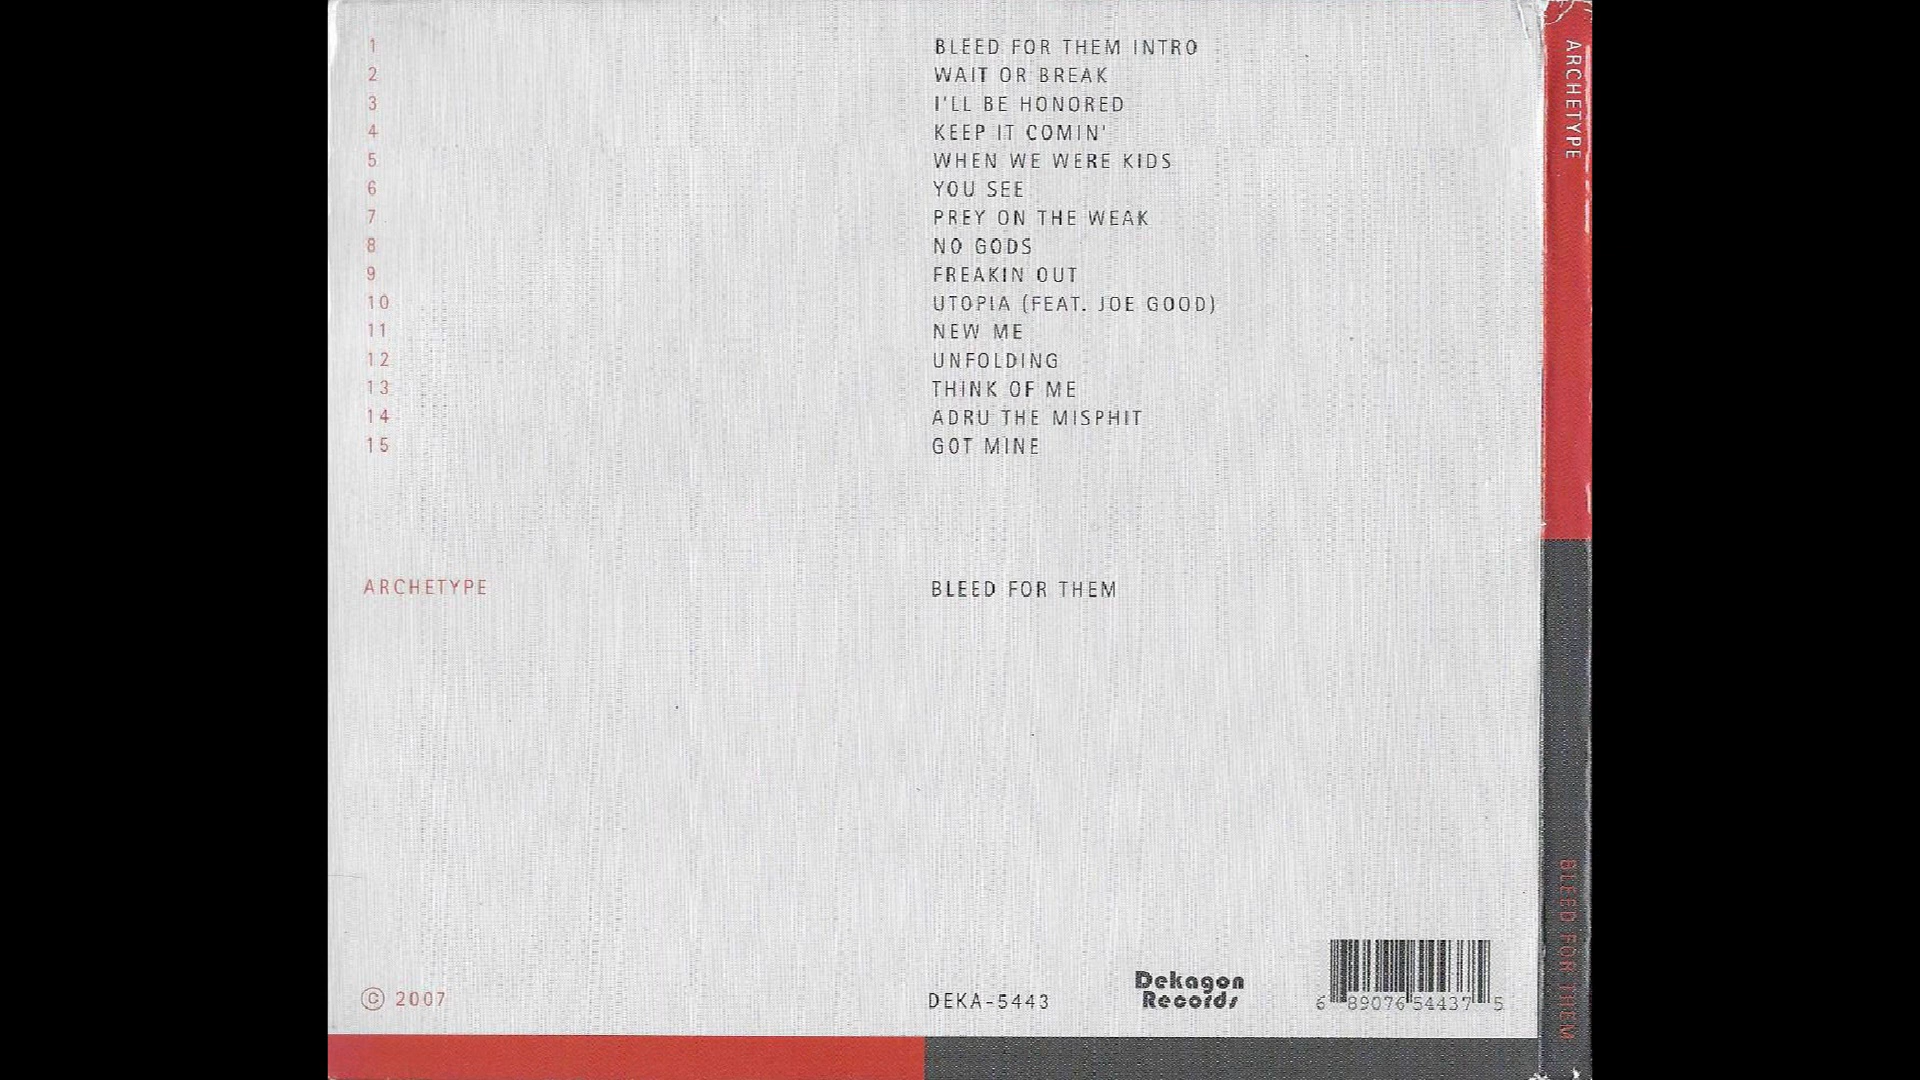 1 BLEED FOR THEM INTRO
2 WAIT OR BREAK
3 I'LL BE HONORED
4 KEEP IT COMIN'
5 WHEN WE WERE KIDS
6 YOU SEE
7 PREY ON THE WEAK
8 NO GODS
9 FREAKIN OUT
10 UTOPIA (FEAT. JOE GOOD)
11 NEW ME
12 UNFOLDING
13 THINK OF ME
14 ADRU THE MISPHIT
15 GOT MINE
ARCHETYPE BLEED FOR THEM
© 2007 DEKA-5443
Dekagon
Records
6 89076 54437 5
ARCHETYPE
BLEED FOR THEM